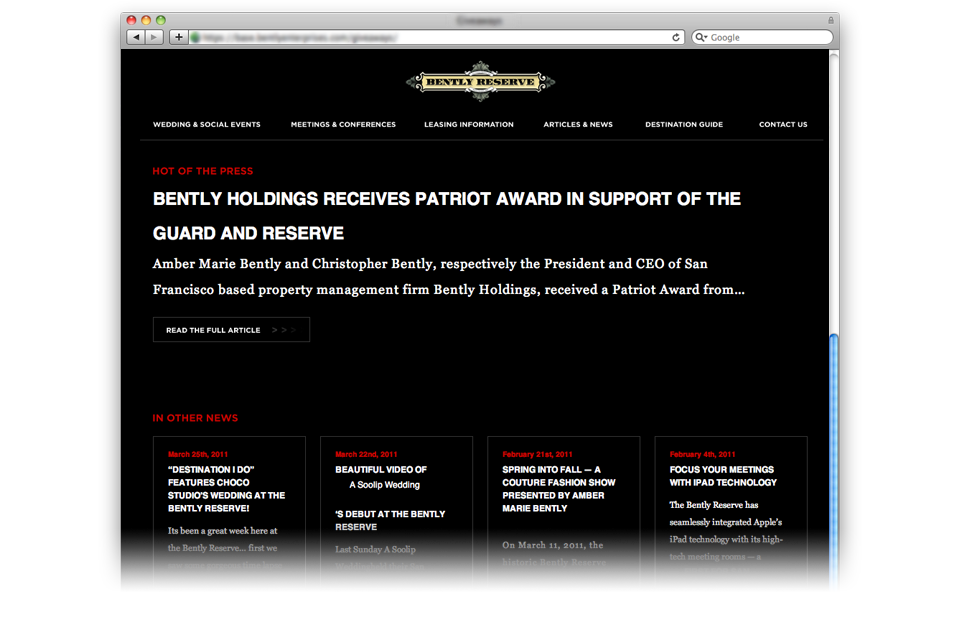 Google
BENTLY RESERVE
WEDDING & SOCIAL EVENTS
MEETINGS & CONFERENCES
LEASING INFORMATION
ARTICLES & NEWS
DESTINATION GUIDE
CONTACT US
HOT OF THE PRESS
BENTLY HOLDINGS RECEIVES PATRIOT AWARD IN SUPPORT OF THE
GUARD AND RESERVE
Amber Marie Bently and Christopher Bently, respectively the President and CEO of San
Francisco based property management firm Bently Holdings, received a Patriot Award from...
READ THE FULL ARTICLE > > >
IN OTHER NEWS
March 25th, 2011
“DESTINATION I DO”
FEATURES CHOCO
STUDIO'S WEDDING AT THE
BENTLY RESERVE!
Its been a great week here at
the Bently Reserve... first we
March 22nd, 2011
BEAUTIFUL VIDEO OF
A Soolip Wedding
‘S DEBUT AT THE BENTLY
RESERVE
Last Sunday A Soolip
February 21st, 2011
SPRING INTO FALL — A
COUTURE FASHION SHOW
PRESENTED BY AMBER
MARIE BENTLY
On March 11, 2011, the
historic Bently Reserve
February 4th, 2011
FOCUS YOUR MEETINGS
WITH IPAD TECHNOLOGY
The Bently Reserve has
seamlessly integrated Apple's
iPad technology with its high-
tech meeting rooms — a